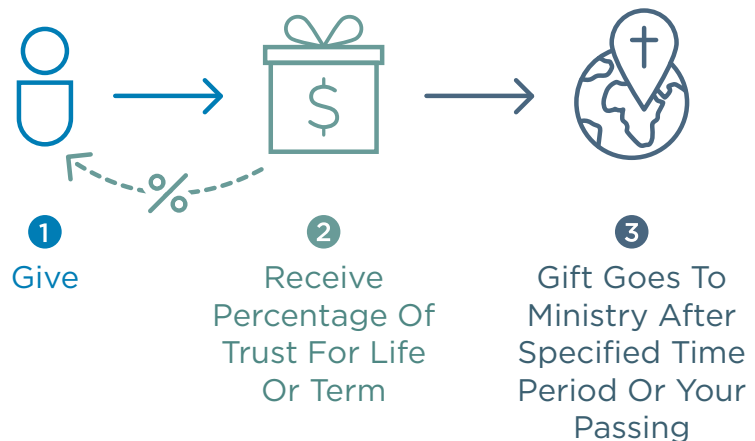 $
%
1
Give
2
Receive
Percentage Of
Trust For Life
Or Term
3
Gift Goes To
Ministry After
Specified Time
Period Or Your
Passing